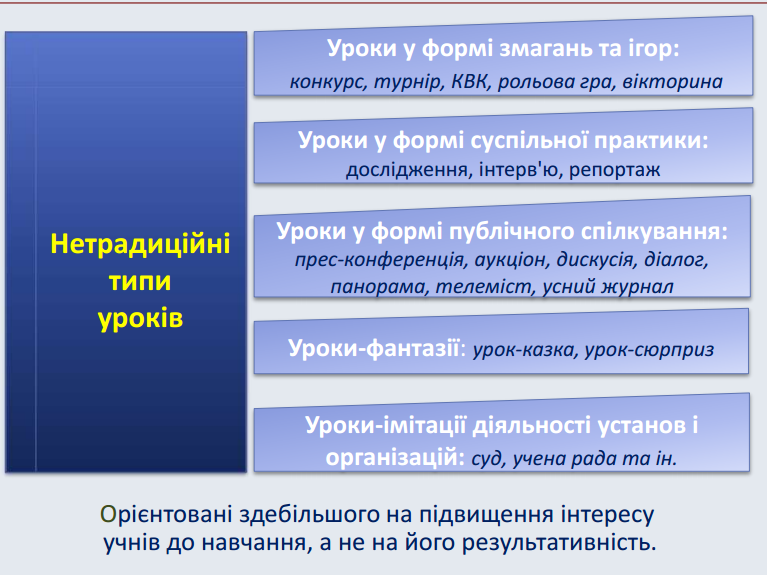 Нетрадиційні
типи
уроків
Уроки у формі змагань та ігор:
конкурс, турнір, КВК, рольова гра, вікторина
Уроки у формі суспільної практики:
дослідження, інтерв'ю, репортаж
Уроки у формі публічного спілкування:
прес-конференція, аукціон, дискусія, діалог,
панорама, телеміст, усний журнал
Уроки-фантазії: урок-казка, урок-сюрприз
Уроки-імітації діяльності установ і
організацій: суд, учена рада та ін.
Орієнтовані здебільшого на підвищення інтересу
учнів до навчання, а не на його результативність.